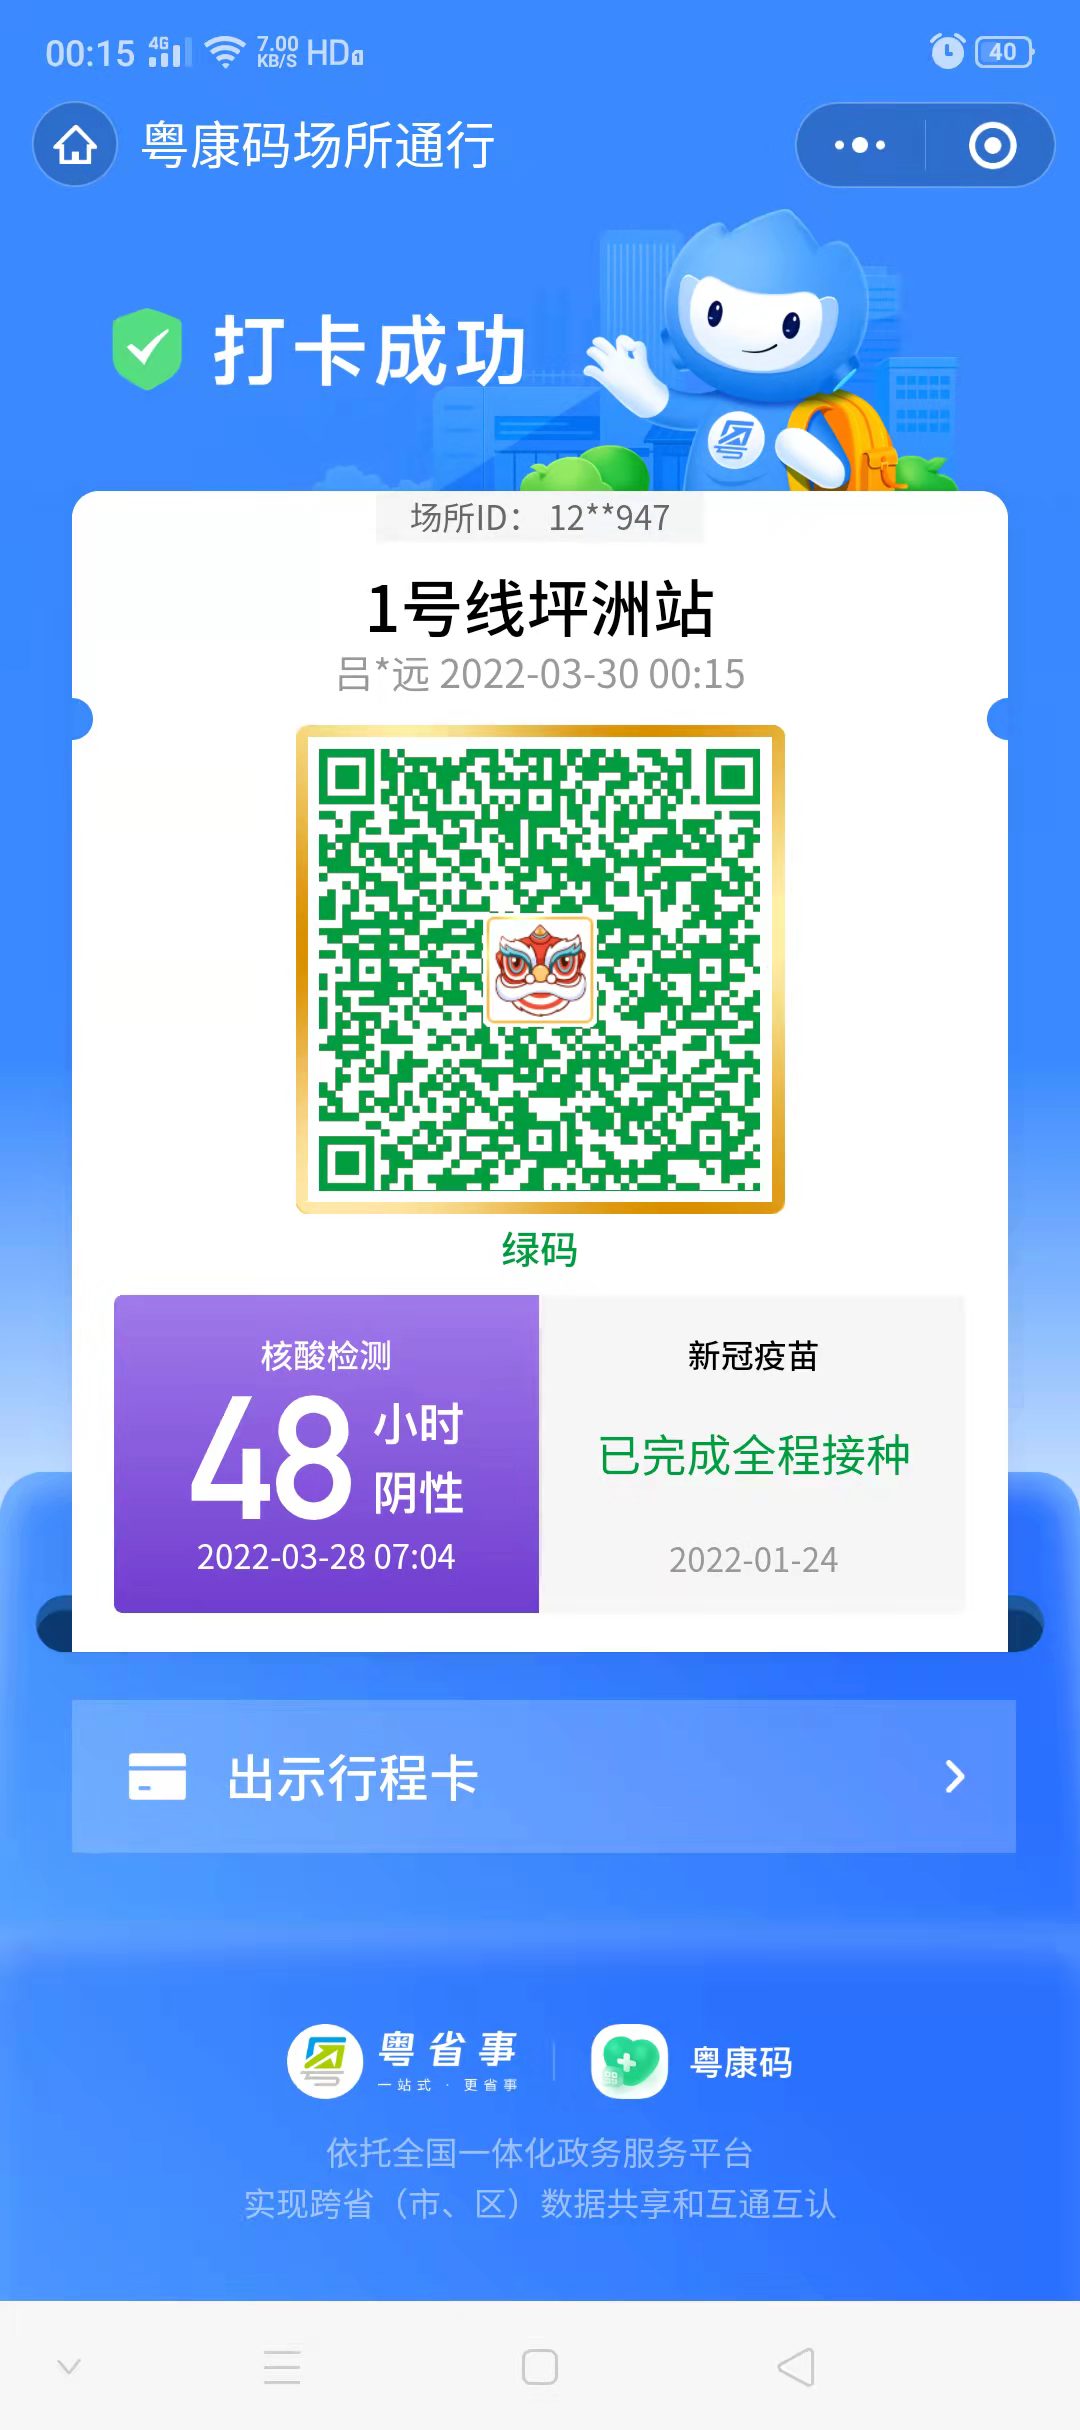 00:15 4G 7.00 KB/S HD1 40
粤康码场所通行
打卡成功
粤
场所ID： 12**947
1号线坪洲站
吕*远 2022-03-30 00:15
绿码
核酸检测
48 小时 阴性
2022-03-28 07:04
新冠疫苗
已完成全程接种
2022-01-24
出示行程卡
粤省事
一站式 · 更省事
粤康码
依托全国一体化政务服务平台
实现跨省（市、区）数据共享和互通互认